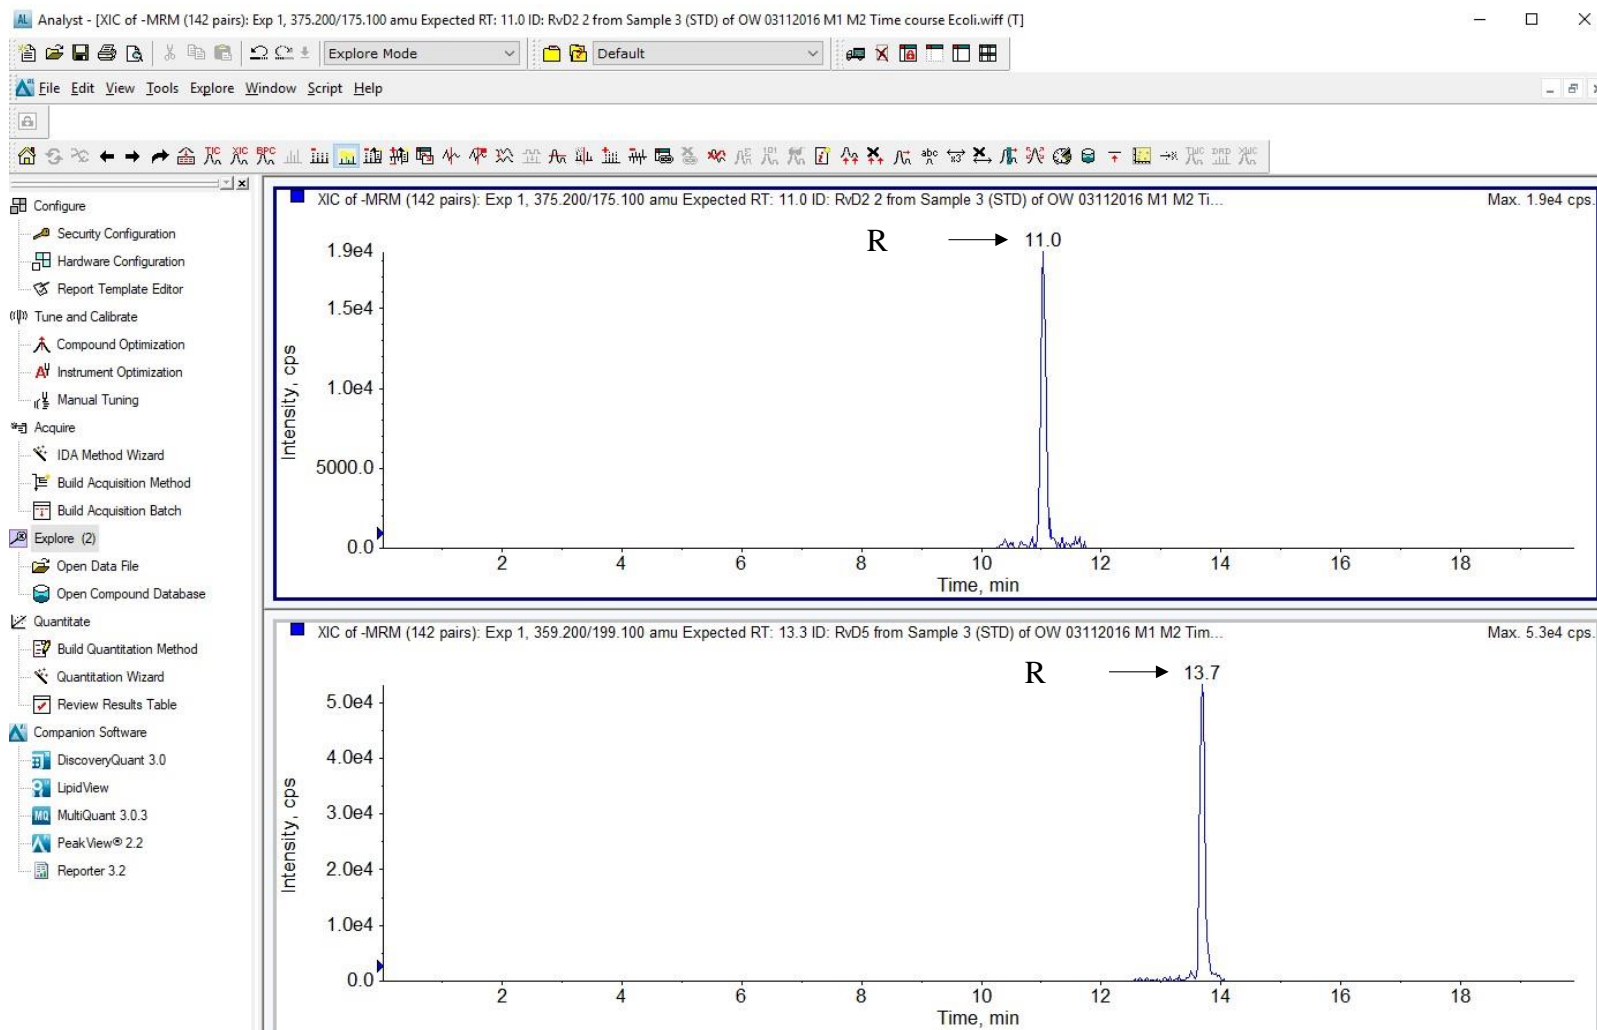 Analyst - [XIC of -MRM (142 pairs): Exp 1, 375.200/175.100 amu Expected RT: 11.0 ID: RvD2 2 from Sample 3 (STD) of OW 03112016 M1 M2 Time course Ecoli.wiff (T]
Explore Mode
Default
File Edit View Tools Explore Window Script Help
Configure
Security Configuration
Hardware Configuration
Report Template Editor
Tune and Calibrate
Compound Optimization
Instrument Optimization
Manual Tuning
Acquire
IDA Method Wizard
Build Acquisition Method
Build Acquisition Batch
Explore (2)
Open Data File
Open Compound Database
Quantitate
Build Quantitation Method
Quantitation Wizard
Review Results Table
Companion Software
DiscoveryQuant 3.0
LipidView
MultiQuant 3.0.3
PeakView® 2.2
Reporter 3.2
XIC of -MRM (142 pairs): Exp 1, 375.200/175.100 amu Expected RT: 11.0 ID: RvD2 2 from Sample 3 (STD) of OW 03112016 M1 M2 Ti...
Max. 1.9e4 cps.
R
11.0
1.9e4
1.5e4
1.0e4
5000.0
0.0
Intensity, cps
2 4 6 8 10 12 14 16 18
Time, min
XIC of -MRM (142 pairs): Exp 1, 359.200/199.100 amu Expected RT: 13.3 ID: RvD5 from Sample 3 (STD) of OW 03112016 M1 M2 Tim...
Max. 5.3e4 cps.
R
13.7
5.0e4
4.0e4
3.0e4
2.0e4
1.0e4
0.0
Intensity, cps
2 4 6 8 10 12 14 16 18
Time, min